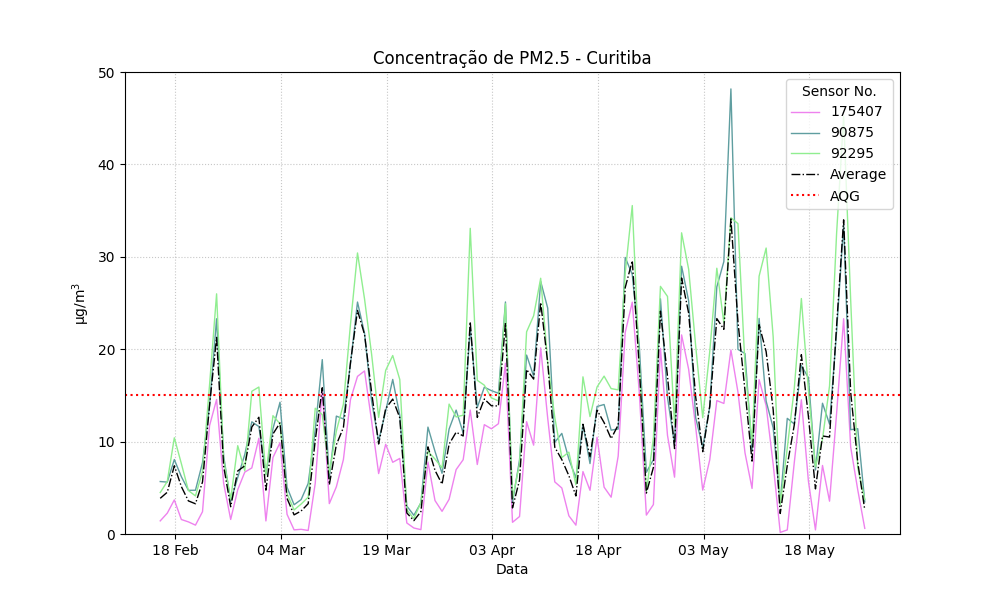 Concentração de PM2.5 - Curitiba
50
40
30
20
10
0
µg/m³
18 Feb
04 Mar
19 Mar
03 Apr
18 Apr
03 May
18 May
Data
Sensor No.
175407
90875
92295
Average
AQG